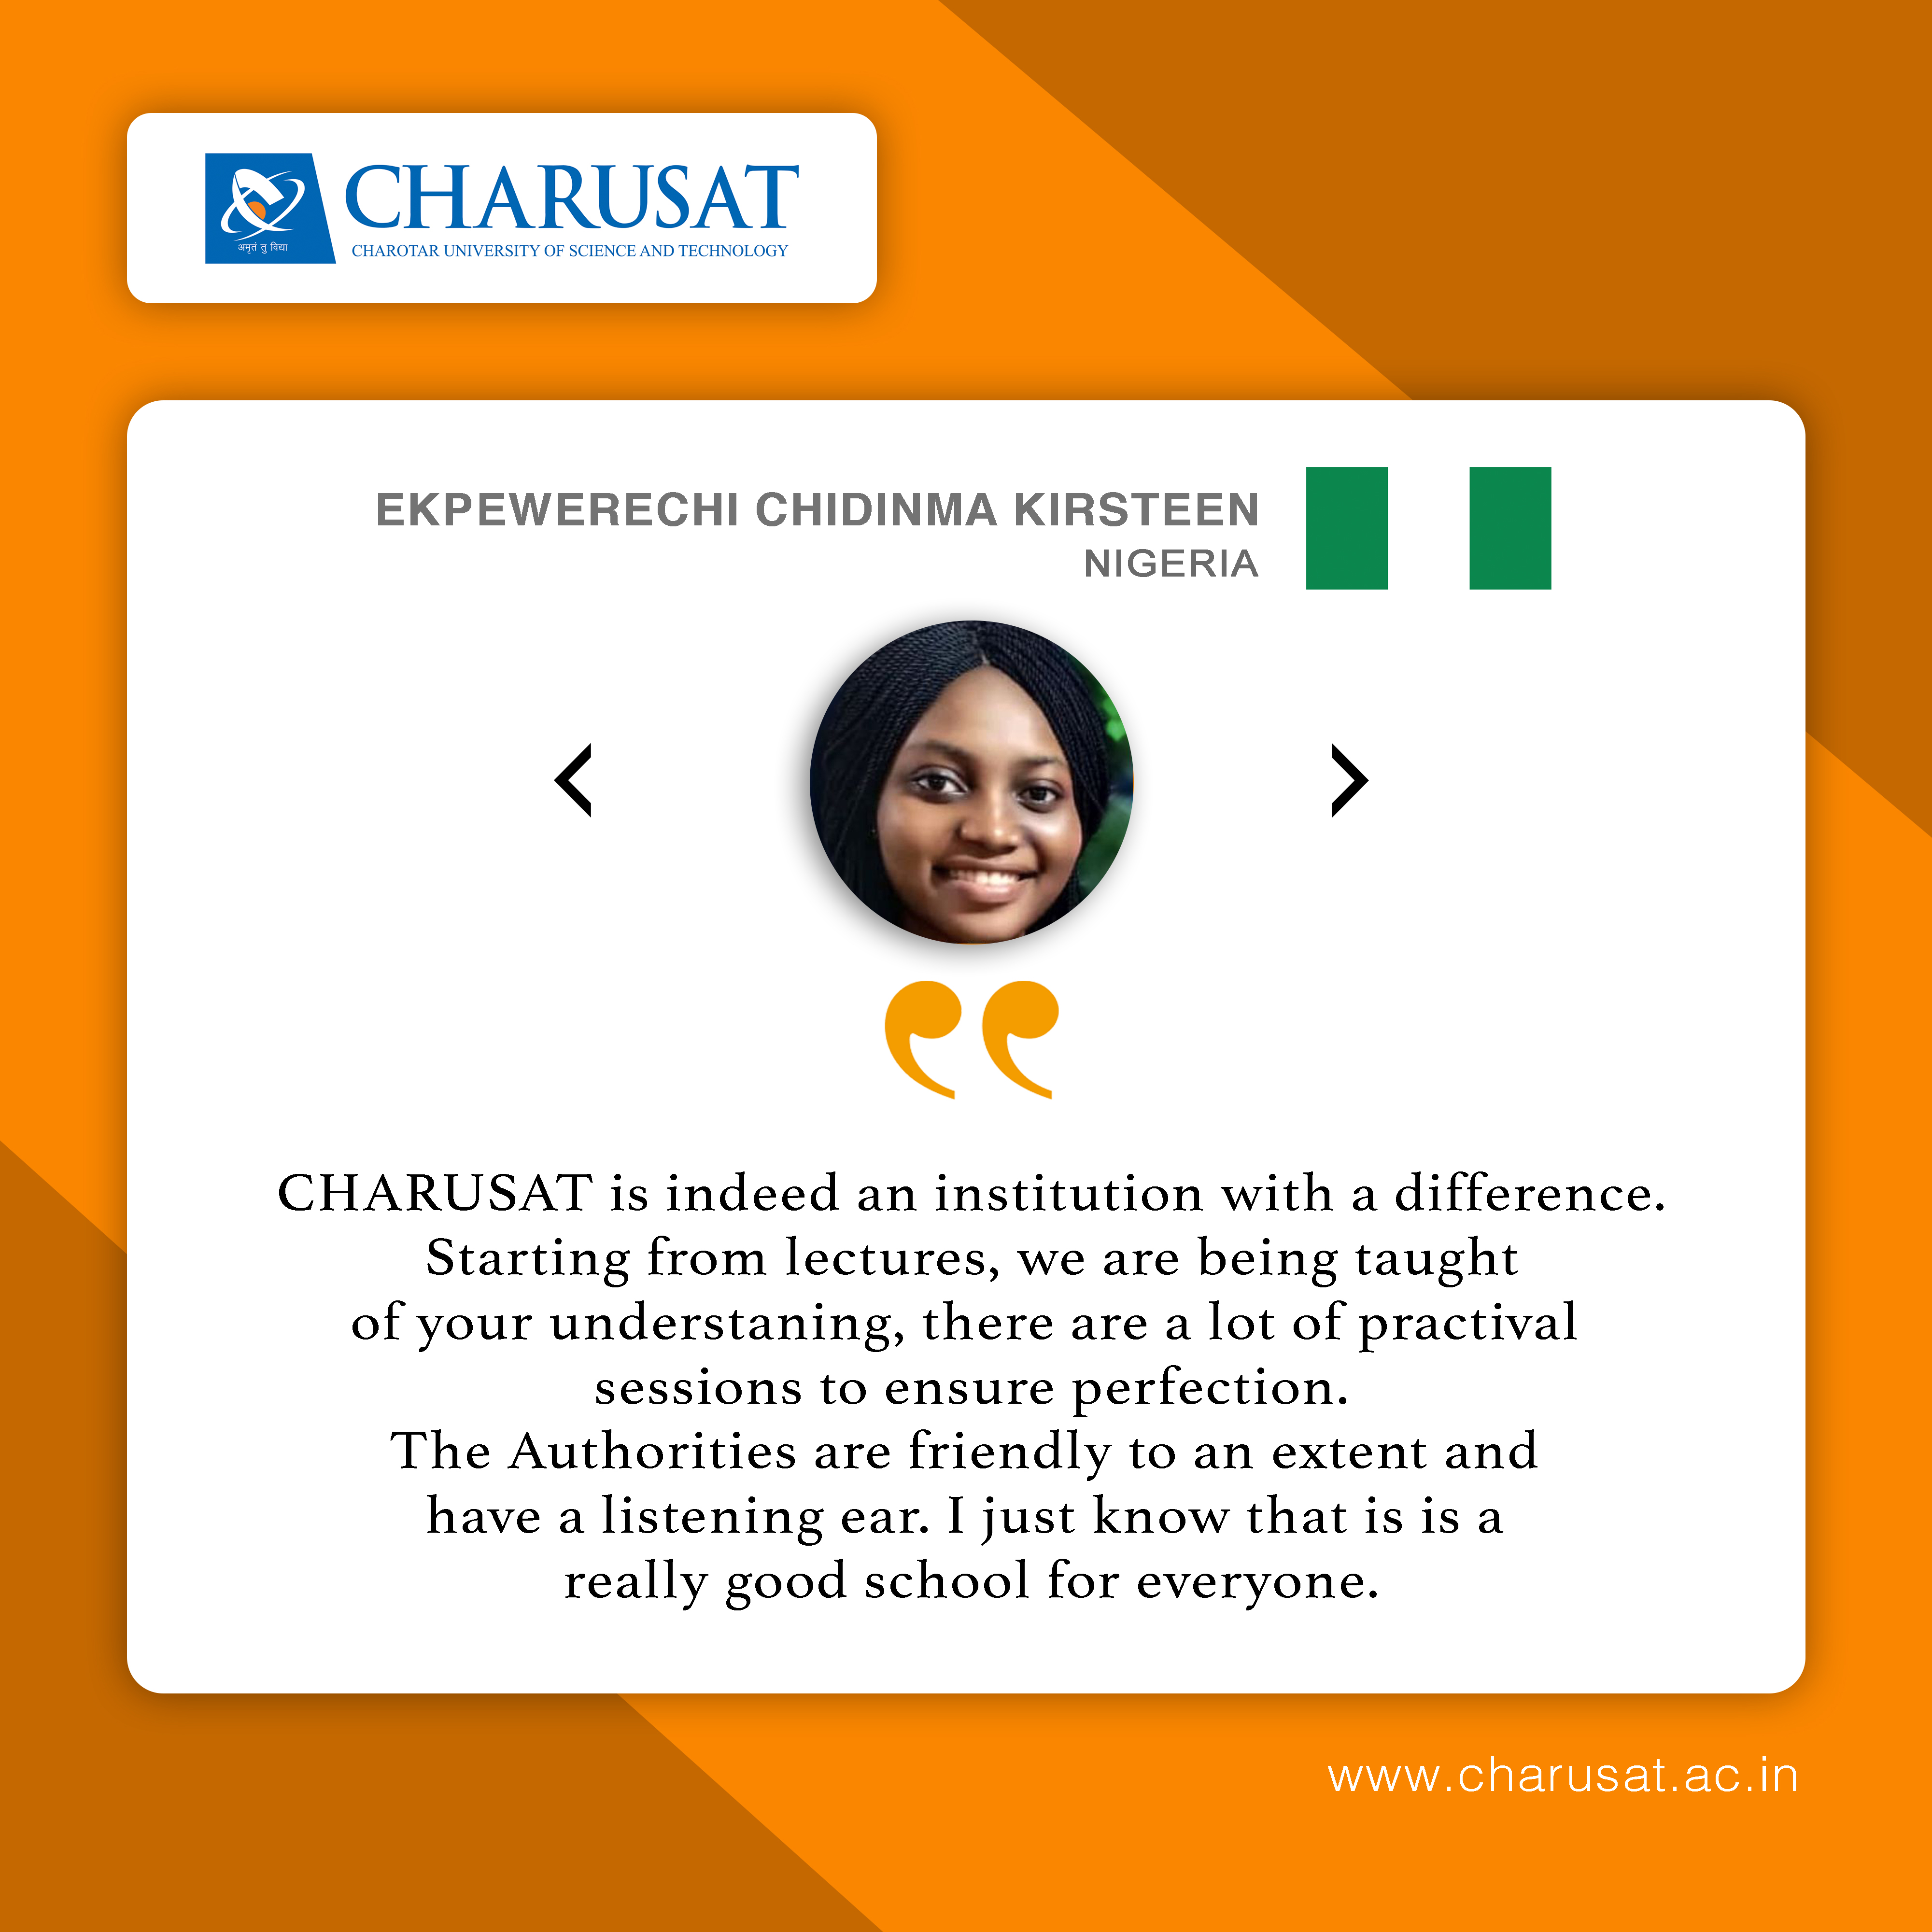 CHARUSAT
अमृतं तु विद्या
CHAROTAR UNIVERSITY OF SCIENCE AND TECHNOLOGY
EKPEWERECHI CHIDINMA KIRSTEEN
NIGERIA
CHARUSAT is indeed an institution with a difference.
Starting from lectures, we are being taught
of your understaning, there are a lot of practival
sessions to ensure perfection.
The Authorities are friendly to an extent and
have a listening ear. I just know that is is a
really good school for everyone.
www.charusat.ac.in